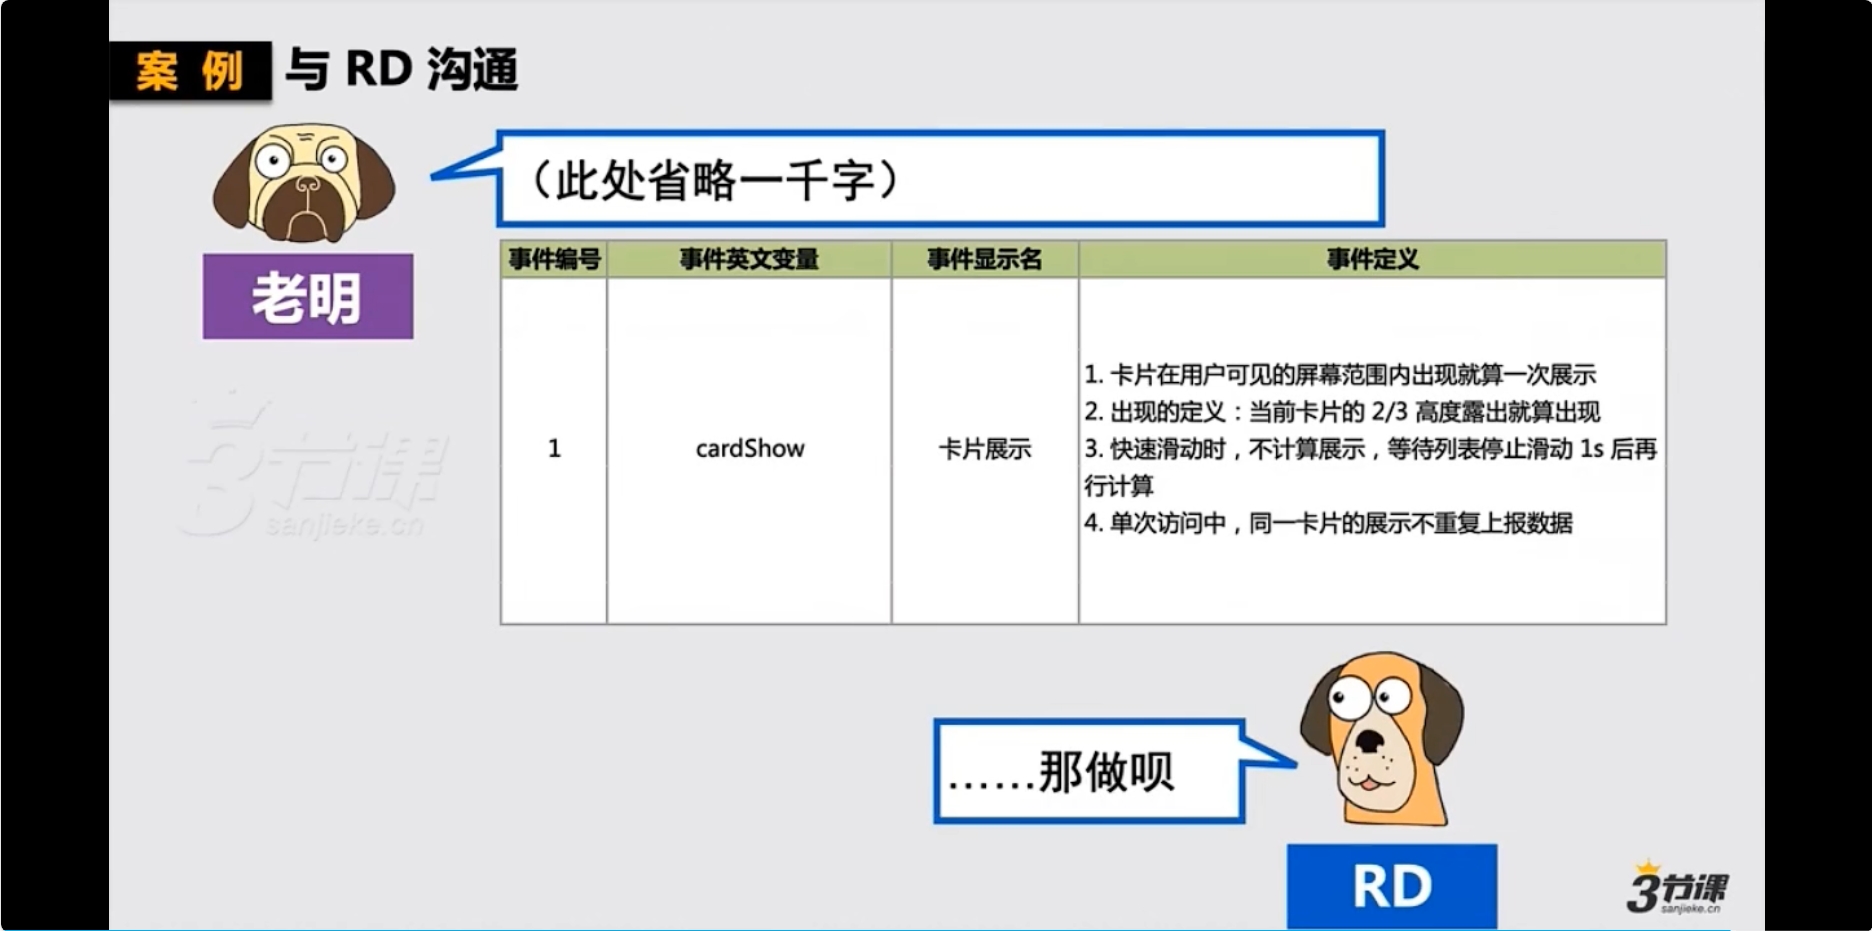 案 例 与 RD 沟通
（此处省略一千字）
老明
事件编号 事件英文变量 事件显示名 事件定义
1 cardShow 卡片展示
1. 卡片在用户可见的屏幕范围内出现就算一次展示
2. 出现的定义：当前卡片的 2/3 高度露出就算出现
3. 快速滑动时，不计算展示，等待列表停止滑动 1s 后再
行计算
4. 单次访问中，同一卡片的展示不重复上报数据
3节课
sanjieke.cn
……那做呗
RD
3节课
sanjieke.cn